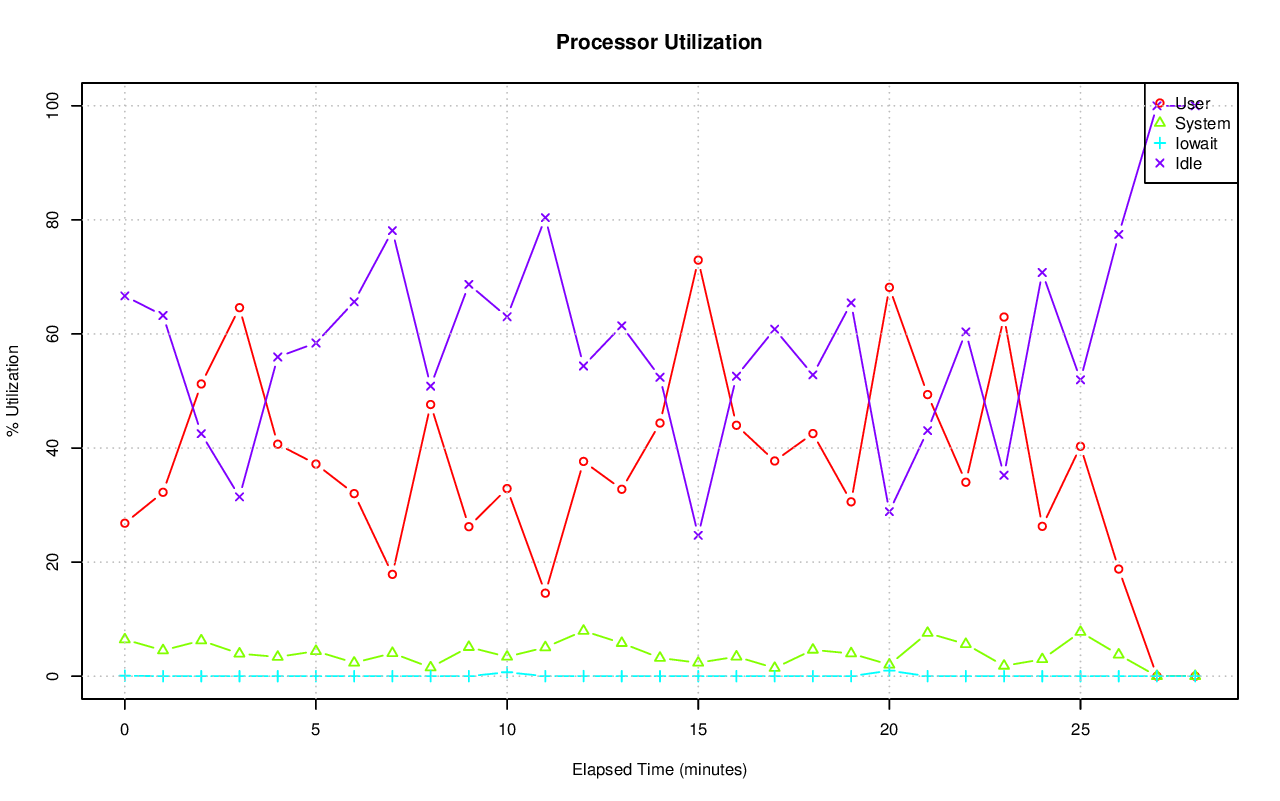 Processor Utilization
100
80
60
40
20
0
% Utilization
User
System
Iowait
Idle
0 5 10 15 20 25
Elapsed Time (minutes)